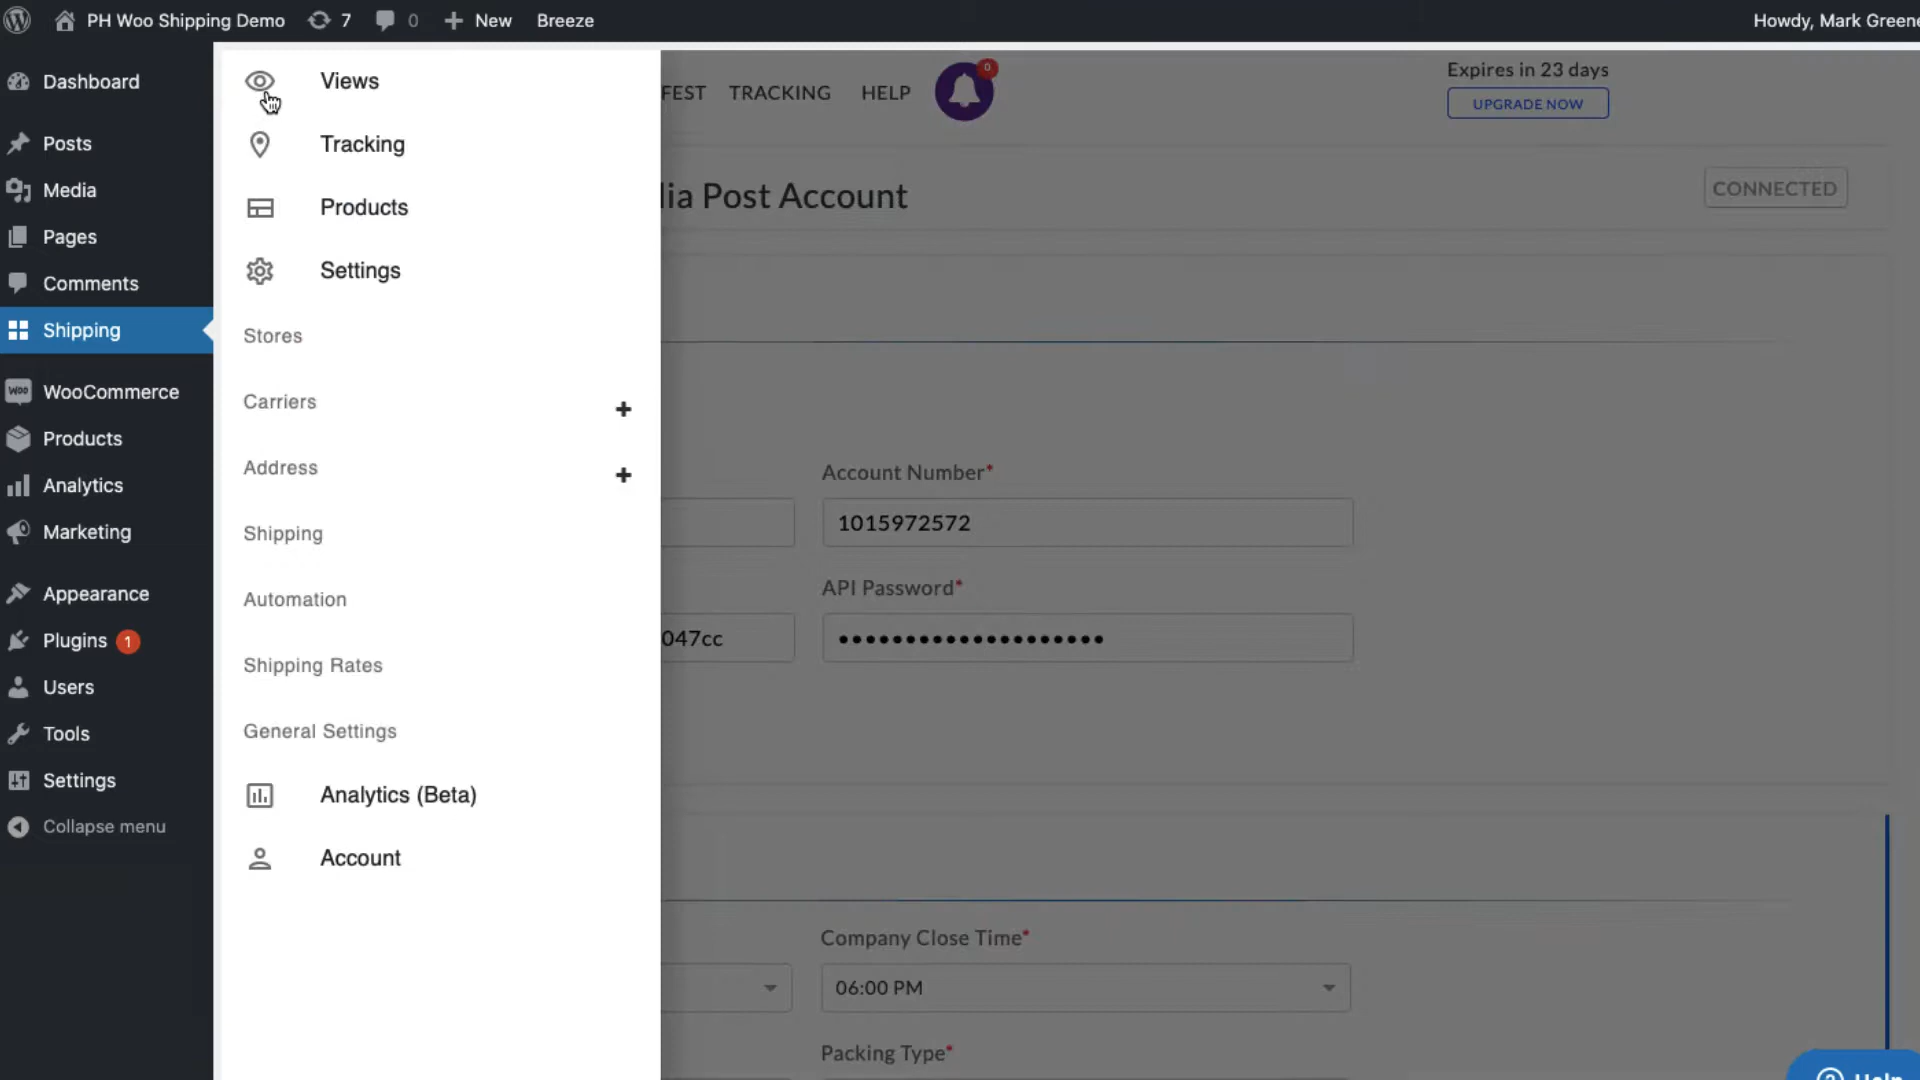 PH Woo Shipping Demo
7
0
New
Breeze
Howdy, Mark Greene
Dashboard
Posts
Media
Pages
Comments
Shipping
WooCommerce
Products
Analytics
Marketing
Appearance
Plugins 1
Users
Tools
Settings
Collapse menu
Views
Tracking
Products
Settings
Stores
Carriers
Address
Shipping
Automation
Shipping Rates
General Settings
Analytics (Beta)
Account
FEST
TRACKING
HELP
0
Expires in 23 days
UPGRADE NOW
lia Post Account
CONNECTED
Account Number*
1015972572
API Password*
047cc
Company Close Time*
06:00 PM
Packing Type*
Help